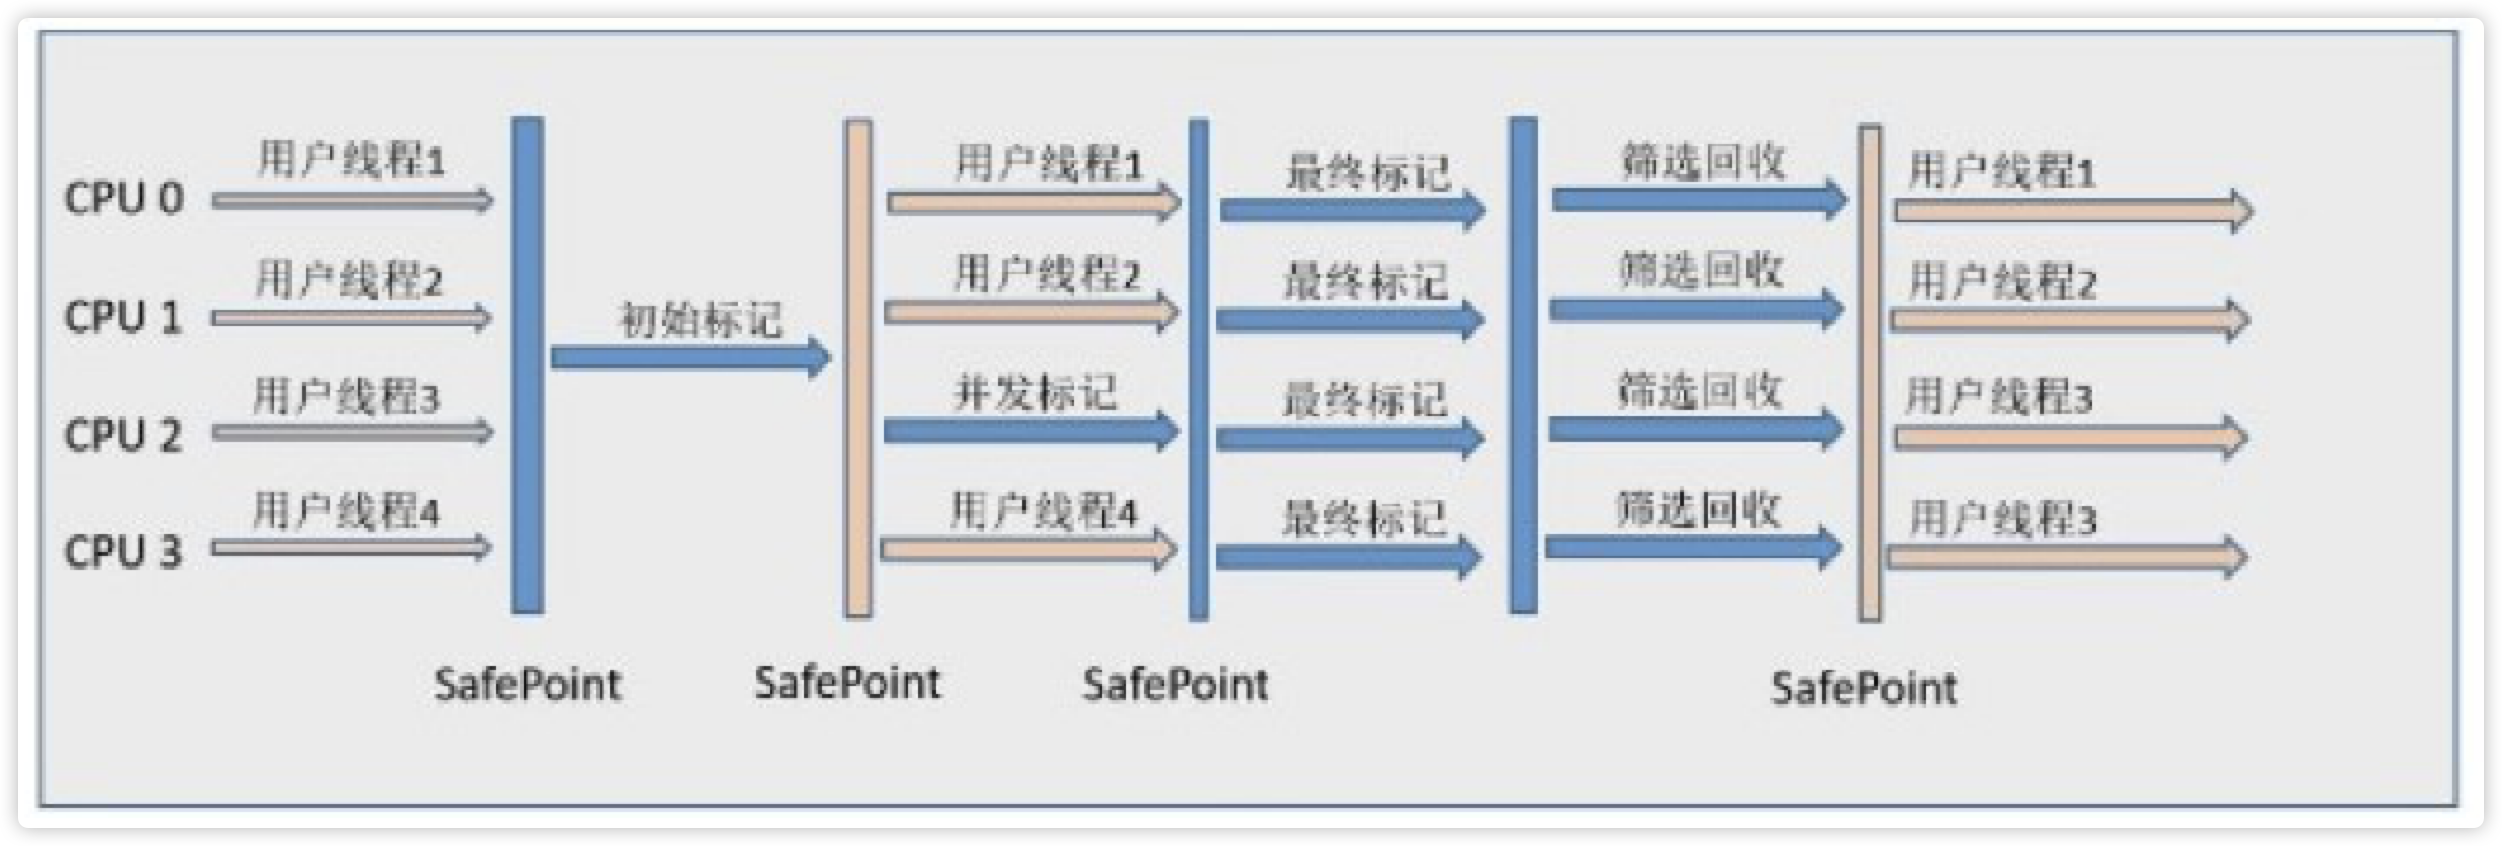 CPU 0 用户线程1 用户线程1 最终标记 筛选回收 用户线程1
CPU 1 用户线程2 初始标记 用户线程2 最终标记 筛选回收 用户线程2
CPU 2 用户线程3 并发标记 最终标记 筛选回收 用户线程3
CPU 3 用户线程4 用户线程4 最终标记 筛选回收 用户线程3
SafePoint SafePoint SafePoint SafePoint